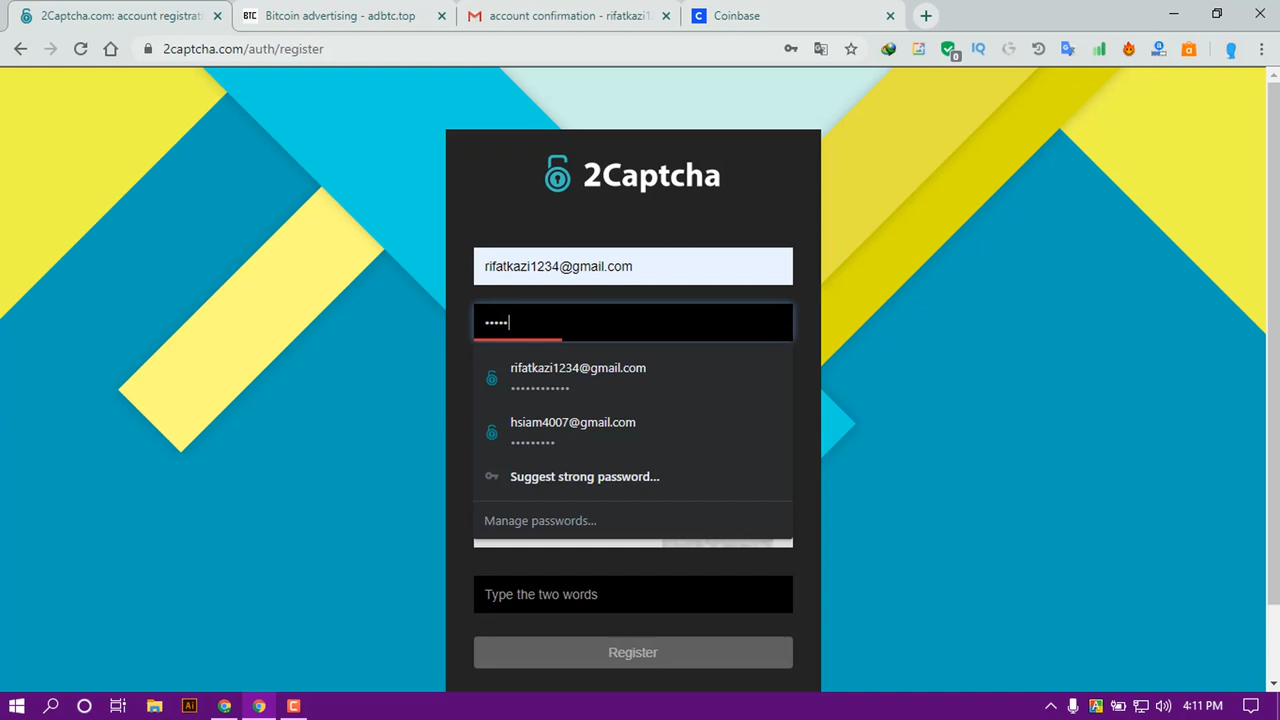 2Captcha.com: account registrati
Bitcoin advertising - adbtc.top
account confirmation - rifatkazi1
Coinbase
2captcha.com/auth/register
2Captcha
rifatkazi1234@gmail.com
•••••
rifatkazi1234@gmail.com
••••••••••••
hsiam4007@gmail.com
•••••••••
Suggest strong password...
Manage passwords...
Type the two words
Register
4:11 PM